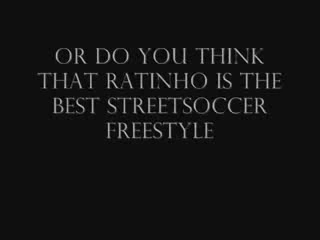 OR DO YOU THINK
THAT RATINHO IS THE
BEST STREETSOCCER
FREESTYLE